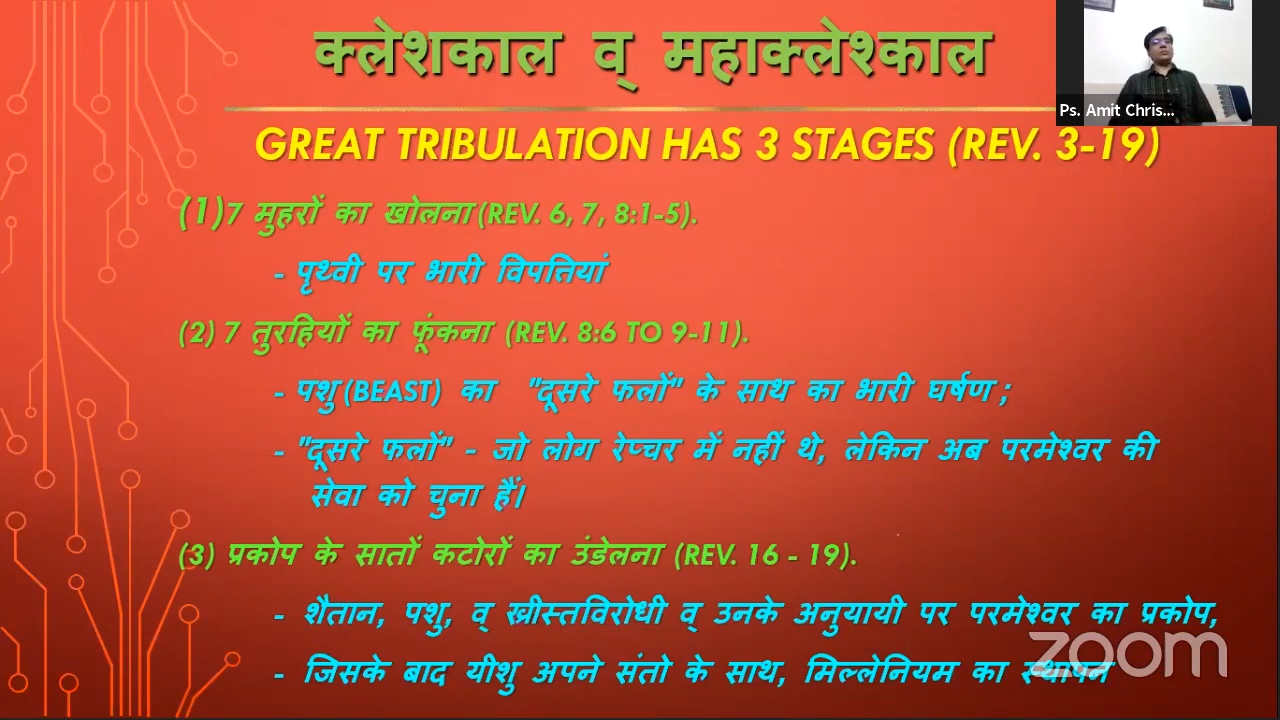 क्लेशकाल व् महाक्लेश्काल
Ps. Amit Chris...
GREAT TRIBULATION HAS 3 STAGES (REV. 3-19)
(1)7 मुहरों का खोलना (REV. 6, 7, 8:1-5).
- पृथ्वी पर भारी विपतियां
(2) 7 तुरहियों का फूंकना (REV. 8:6 TO 9-11).
- पशु (BEAST) का "दूसरे फलों" के साथ का भारी घर्षण ;
- "दूसरे फलों" - जो लोग रेप्चर में नहीं थे, लेकिन अब परमेश्वर की
सेवा को चुना हैं।
(3) प्रकोप के सातों कटोरों का उंडेलना (REV. 16 - 19).
- शैतान, पशु, व् ख्रीस्तविरोधी व् उनके अनुयायी पर परमेश्वर का प्रकोप,
- जिसके बाद यीशु अपने संतो के साथ, मिल्लेनियम का स्थापन
zoom